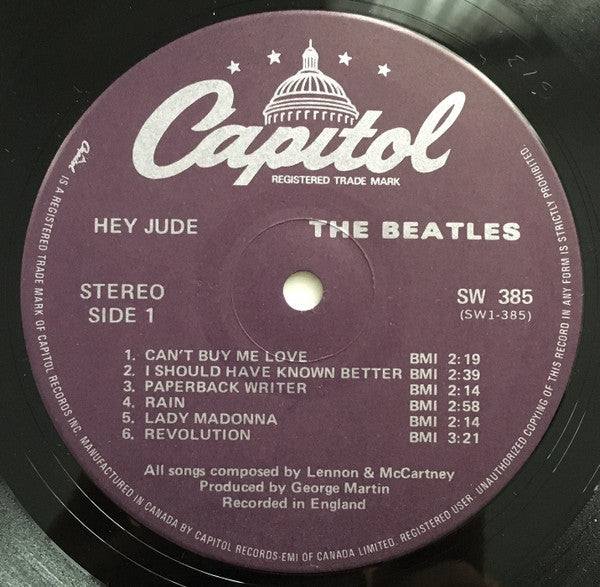 Capitol
REGISTERED TRADE MARK
HEY JUDE
THE BEATLES
STEREO
SIDE 1
SW 385
(SW1-385)
1. CAN'T BUY ME LOVE BMI 2:19
2. I SHOULD HAVE KNOWN BETTER BMI 2:39
3. PAPERBACK WRITER BMI 2:14
4. RAIN BMI 2:58
5. LADY MADONNA BMI 2:14
6. REVOLUTION BMI 3:21
All songs composed by Lennon & McCartney
Produced by George Martin
Recorded in England
Capitol IS A REGISTERED TRADE MARK OF CAPITOL RECORDS INC. MANUFACTURED IN CANADA BY CAPITOL RECORDS-EMI OF CANADA LIMITED. REGISTERED USER. UNAUTHORIZED COPYING OF THIS RECORD IN ANY FORM IS STRICTLY PROHIBITED.